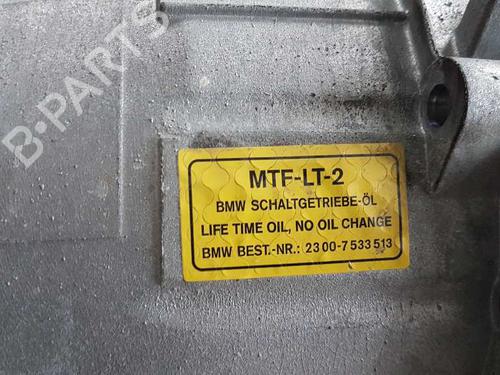 B-PARTS
MTF-LT-2
BMW SCHALTGETRIEBE-ÖL
LIFE TIME OIL, NO OIL CHANGE
BMW BEST.-NR.: 23 00-7 533 513